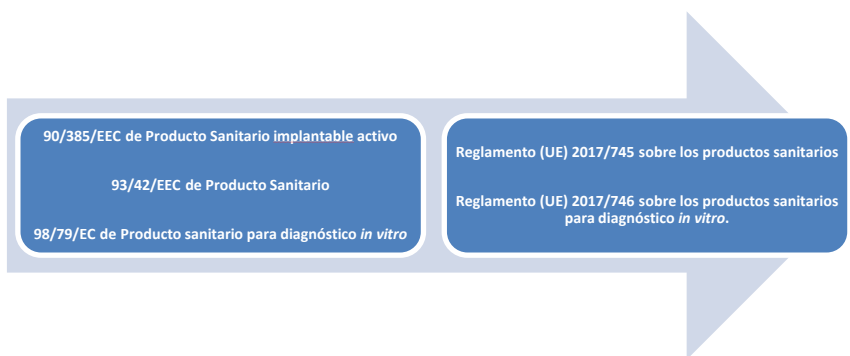 90/385/EEC de Producto Sanitario implantable activo
93/42/EEC de Producto Sanitario
98/79/EC de Producto sanitario para diagnóstico in vitro
Reglamento (UE) 2017/745 sobre los productos sanitarios
Reglamento (UE) 2017/746 sobre los productos sanitarios
para diagnóstico in vitro.